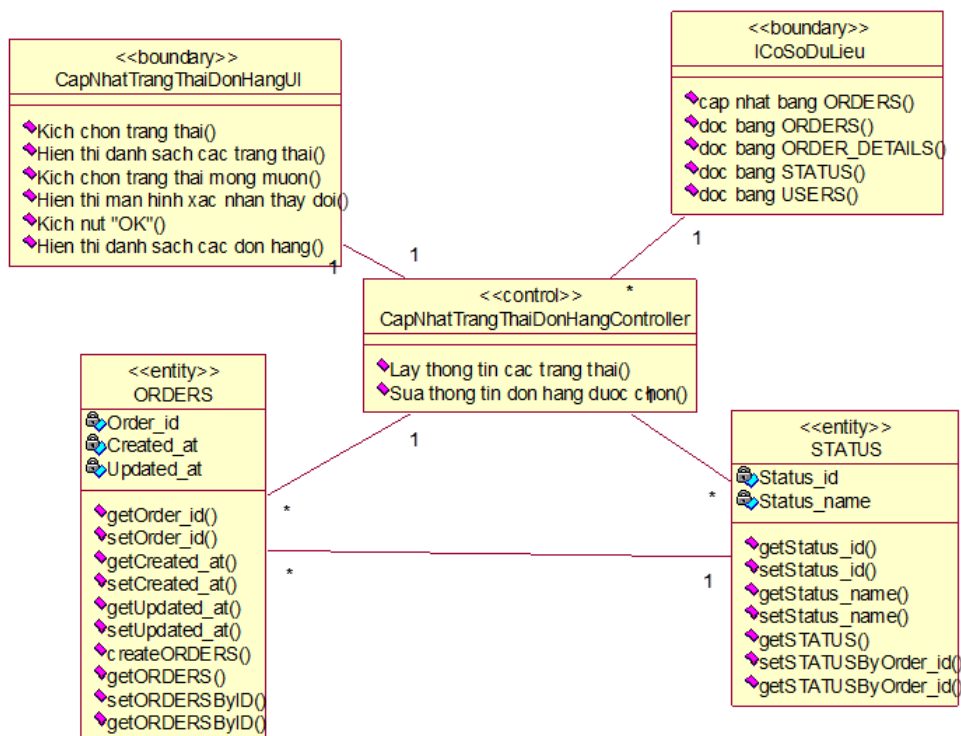 <<boundary>>
CapNhatTrangThaiDonHangUI
Kich chon trang thai()
Hien thi danh sach cac trang thai()
Kich chon trang thai mong muon()
Hien thi man hinh xac nhan thay doi()
Kich nut "OK"()
Hien thi danh sach cac don hang()
<<boundary>>
ICoSoDuLieu
cap nhat bang ORDERS()
doc bang ORDERS()
doc bang ORDER_DETAILS()
doc bang STATUS()
doc bang USERS()
1
1
1
*
<<control>>
CapNhatTrangThaiDonHangController
Lay thong tin cac trang thai()
Sua thong tin don hang duoc chon()
1
1
*
*
*
1
<<entity>>
ORDERS
Order_id
Created_at
Updated_at
getOrder_id()
setOrder_id()
getCreated_at()
setCreated_at()
getUpdated_at()
setUpdated_at()
createORDERS()
getORDERS()
setORDERSByID()
getORDERSByID()
<<entity>>
STATUS
Status_id
Status_name
getStatus_id()
setStatus_id()
getStatus_name()
setStatus_name()
getSTATUS()
setSTATUSByOrder_id()
getSTATUSByOrder_id()